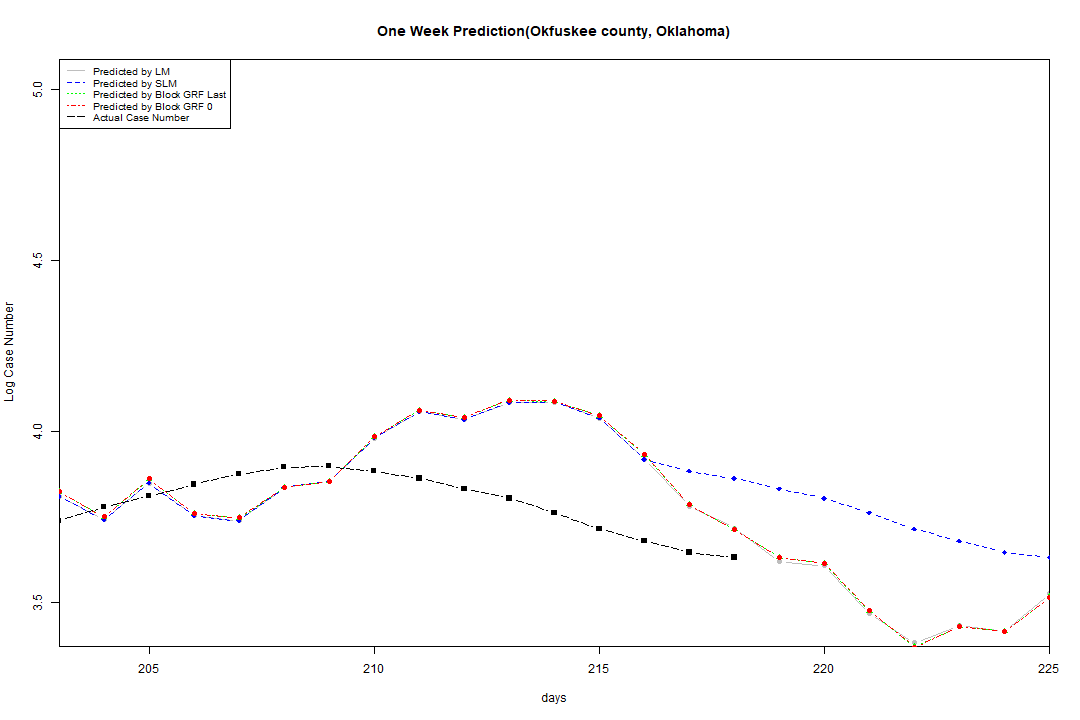 One Week Prediction(Okfuskee county, Oklahoma)
Predicted by LM
Predicted by SLM
Predicted by Block GRF Last
Predicted by Block GRF 0
Actual Case Number
5.0
4.5
4.0
3.5
Log Case Number
205
210
215
220
225
days